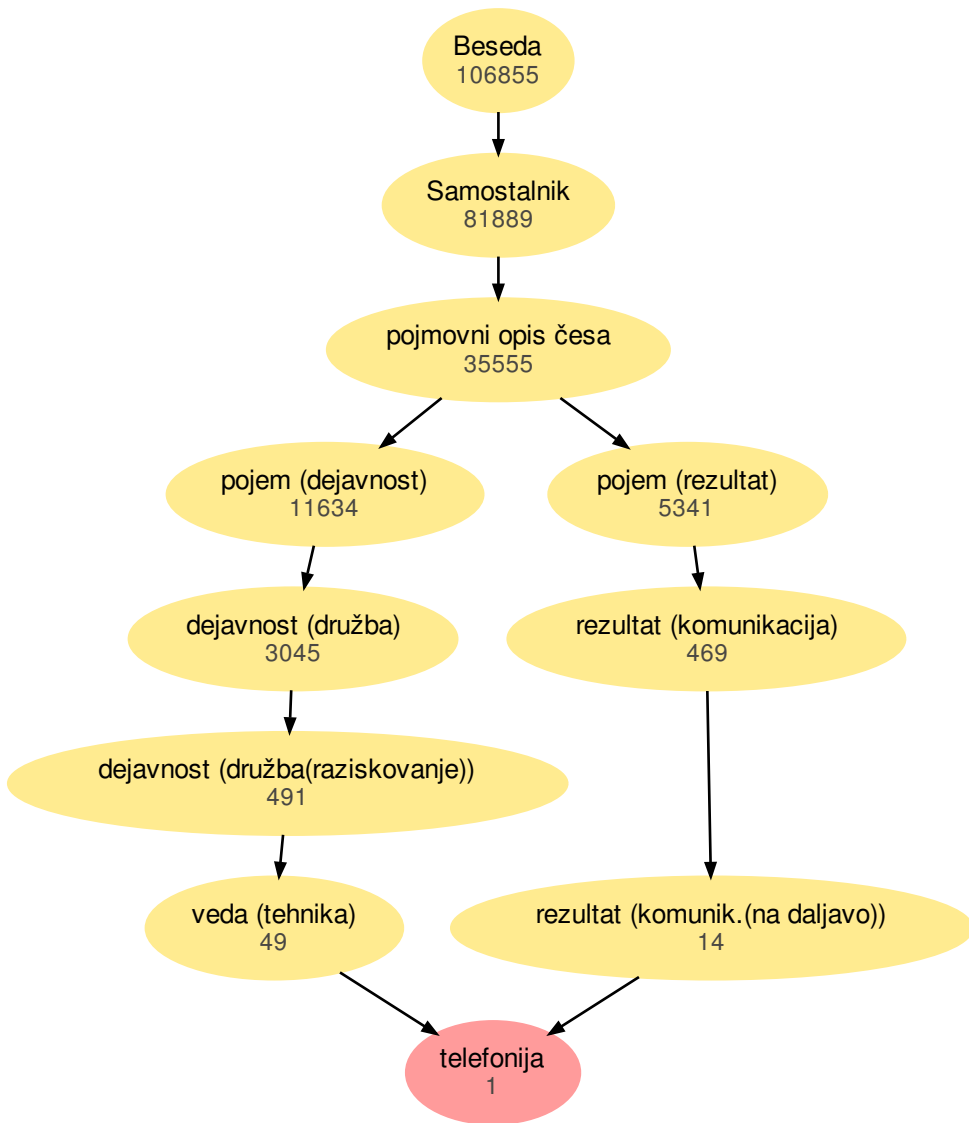 Beseda
106855
Samostalnik
81889
pojmovni opis česa
35555
pojem (dejavnost)
11634
pojem (rezultat)
5341
dejavnost (družba)
3045
rezultat (komunikacija)
469
dejavnost (družba(raziskovanje))
491
veda (tehnika)
49
rezultat (komunik.(na daljavo))
14
telefonija
1